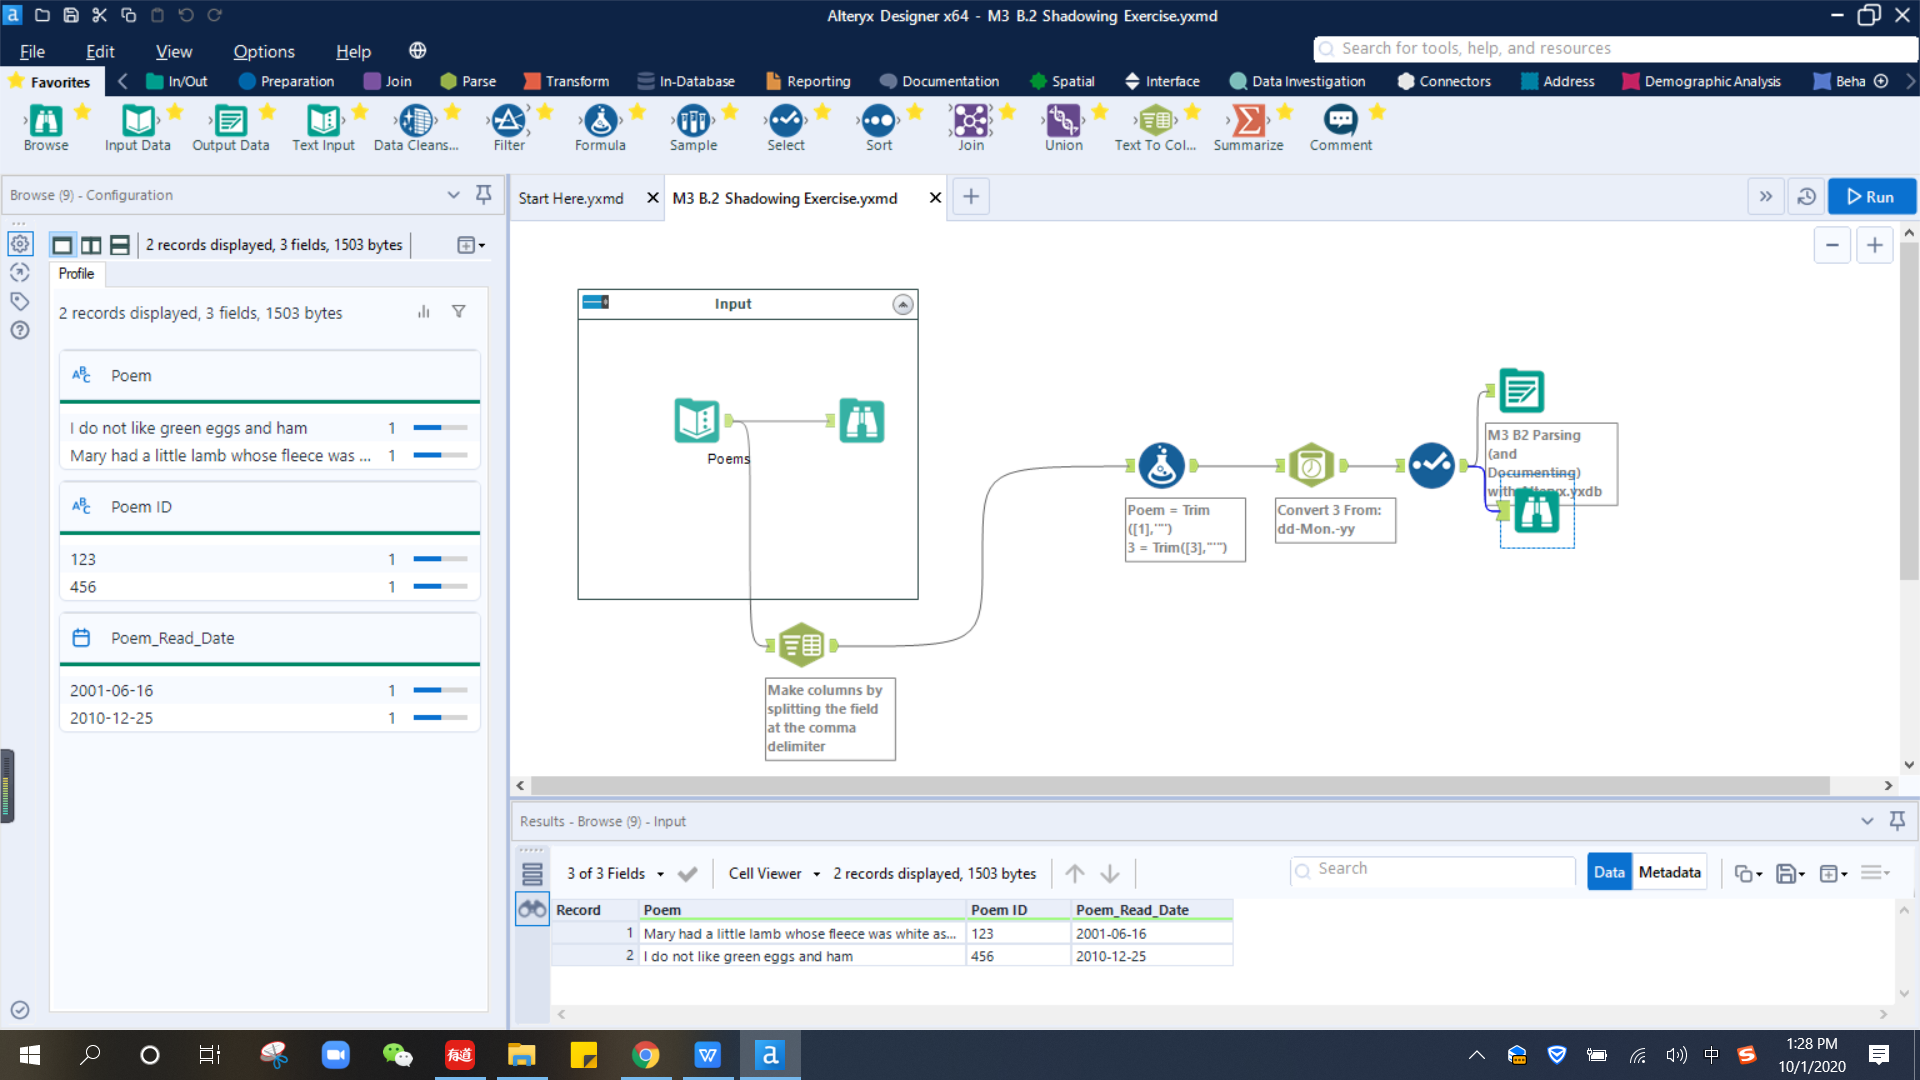 Alteryx Designer x64 - M3 B.2 Shadowing Exercise.yxmd
File Edit View Options Help
Search for tools, help, and resources
Favorites In/Out Preparation Join Parse Transform In-Database Reporting Documentation Spatial Interface Data Investigation Connectors Address Demographic Analysis Beha
Browse Input Data Output Data Text Input Data Cleans... Filter Formula Sample Select Sort Join Union Text To Col... Summarize Comment
Browse (9) - Configuration
Start Here.yxmd M3 B.2 Shadowing Exercise.yxmd
Run
2 records displayed, 3 fields, 1503 bytes
Profile
2 records displayed, 3 fields, 1503 bytes
Poem
I do not like green eggs and ham 1
Mary had a little lamb whose fleece was ... 1
Poem ID
123 1
456 1
Poem_Read_Date
2001-06-16 1
2010-12-25 1
Input
Poems
Make columns by
splitting the field
at the comma
delimiter
Poem = Trim
([1],'"')
3 = Trim([3],'"')
Convert 3 From:
dd-Mon.-yy
M3 B2 Parsing
(and
Documenting)
with Alteryx.yxdb
Results - Browse (9) - Input
3 of 3 Fields Cell Viewer 2 records displayed, 1503 bytes Search Data Metadata
Record Poem Poem ID Poem_Read_Date
1 Mary had a little lamb whose fleece was white as... 123 2001-06-16
2 I do not like green eggs and ham 456 2010-12-25
有道
中
1:28 PM
10/1/2020